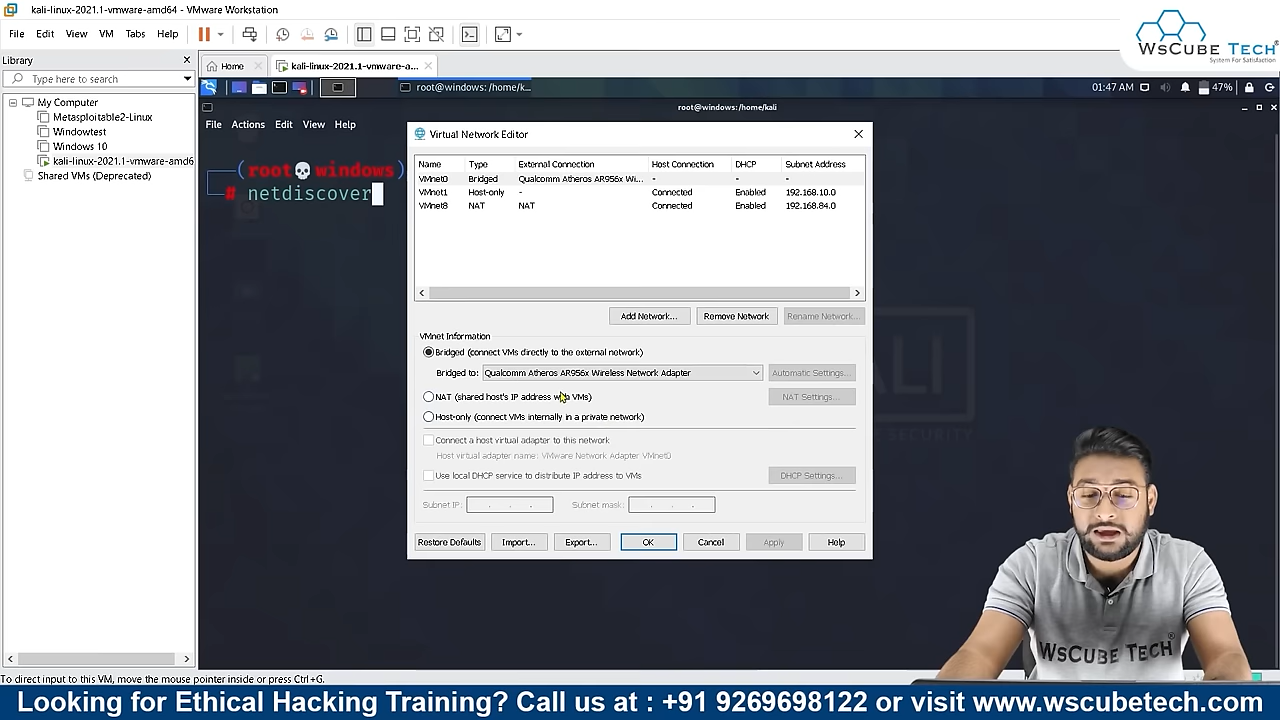 kali-linux-2021.1-vmware-amd64 - VMware Workstation
File Edit View VM Tabs Help
WsCube Tech
System For Satisfaction
Library
Type here to search
Home
kali-linux-2021.1-vmware-a...
My Computer
Metasploitable2-Linux
Windowtest
Windows 10
kali-linux-2021.1-vmware-amd6
Shared VMs (Deprecated)
root@windows: /home/k...
01:47 AM
47%
root@windows: /home/kali
File Actions Edit View Help
(root💀windows)
# netdiscover
Virtual Network Editor
Name Type External Connection Host Connection DHCP Subnet Address
VMnet0 Bridged Qualcomm Atheros AR956x Wi... - - -
VMnet1 Host-only - Connected Enabled 192.168.10.0
VMnet8 NAT NAT Connected Enabled 192.168.84.0
Add Network... Remove Network Rename Network...
VMnet Information
Bridged (connect VMs directly to the external network)
Bridged to: Qualcomm Atheros AR956x Wireless Network Adapter Automatic Settings...
NAT (shared host's IP address with VMs) NAT Settings...
Host-only (connect VMs internally in a private network)
Connect a host virtual adapter to this network
Host virtual adapter name: VMware Network Adapter VMnet0
Use local DHCP service to distribute IP address to VMs DHCP Settings...
Subnet IP: . . . Subnet mask: . . .
Restore Defaults Import... Export... OK Cancel Apply Help
WsCube Tech
To direct input to this VM, move the mouse pointer inside or press Ctrl+G.
Looking for Ethical Hacking Training? Call us at : +91 9269698122 or visit www.wscubetech.com